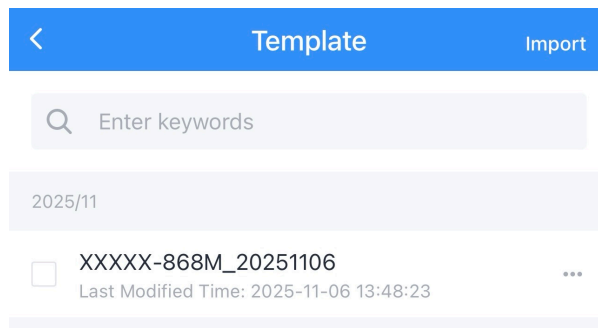 Template
Import
Enter keywords
2025/11
XXXXX-868M_20251106
Last Modified Time: 2025-11-06 13:48:23